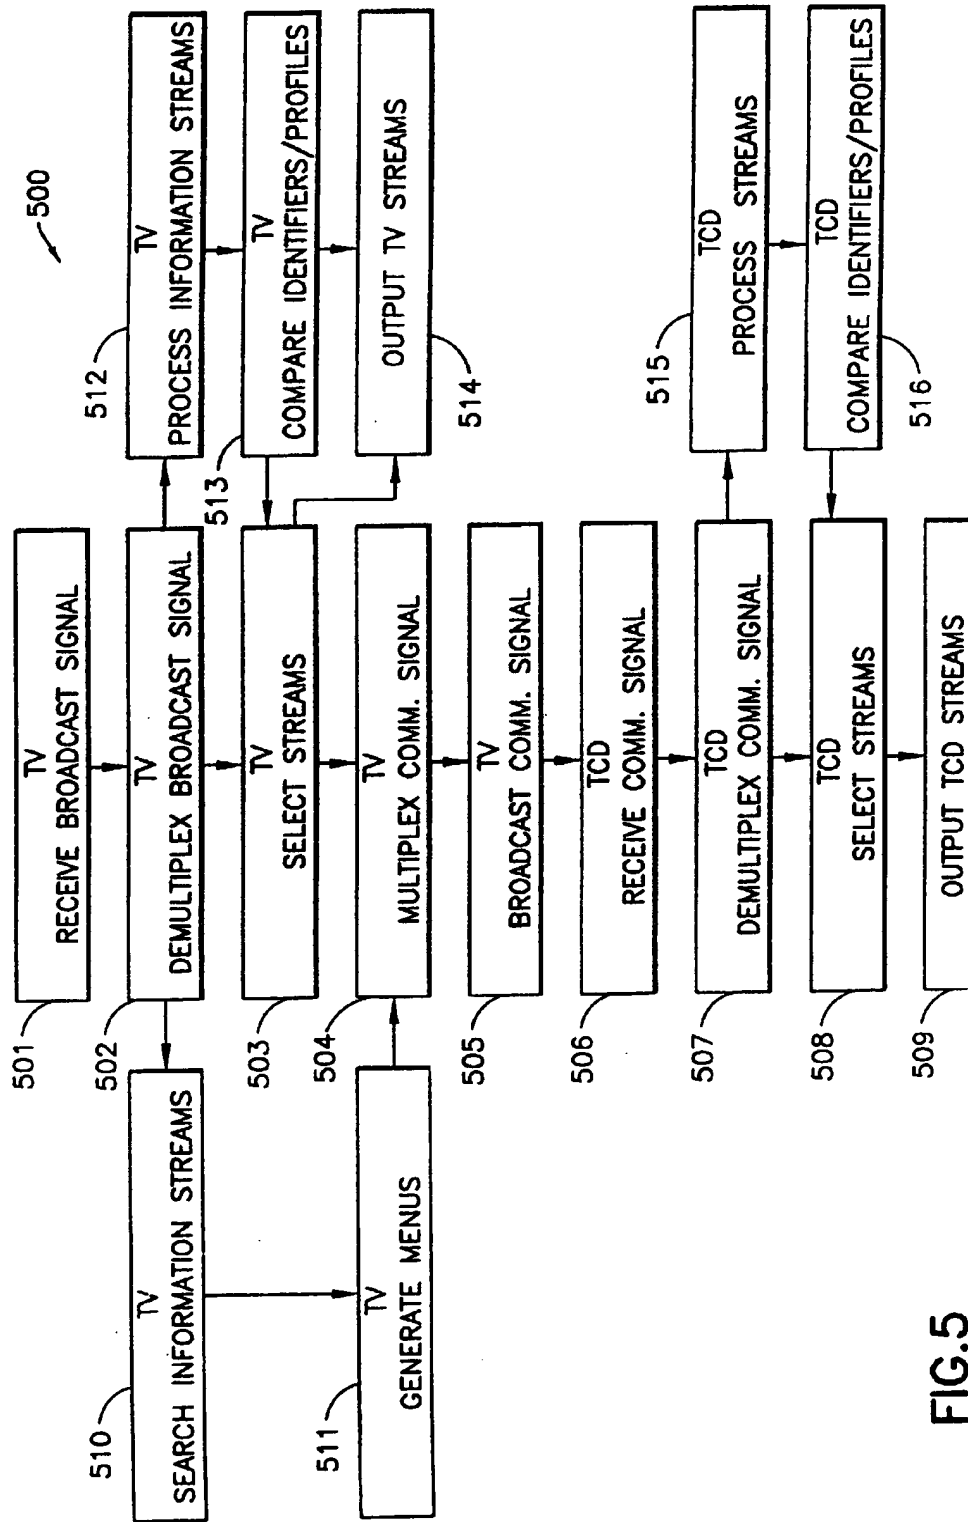 500
501
TV
RECEIVE BROADCAST SIGNAL
502
TV
DEMULTIPLEX BROADCAST SIGNAL
503
TV
SELECT STREAMS
504
TV
MULTIPLEX COMM. SIGNAL
505
TV
BROADCAST COMM. SIGNAL
506
TCD
RECEIVE COMM. SIGNAL
507
TCD
DEMULTIPLEX COMM. SIGNAL
508
TCD
SELECT STREAMS
509
OUTPUT TCD STREAMS
510
TV
SEARCH INFORMATION STREAMS
511
TV
GENERATE MENUS
512
TV
PROCESS INFORMATION STREAMS
513
TV
COMPARE IDENTIFIERS/PROFILES
514
OUTPUT TV STREAMS
515
TCD
PROCESS STREAMS
516
TCD
COMPARE IDENTIFIERS/PROFILES
FIG.5